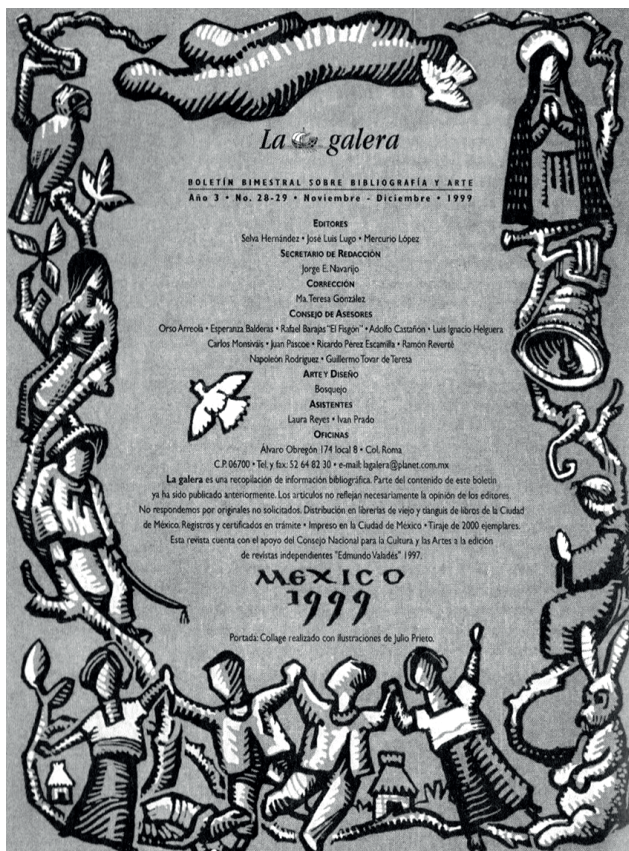 La galera
BOLETÍN BIMESTRAL SOBRE BIBLIOGRAFÍA Y ARTE
Año 3 • No. 28-29 • Noviembre - Diciembre • 1999
EDITORES
Selva Hernández • José Luis Lugo • Mercurio López
SECRETARIO DE REDACCIÓN
Jorge E. Navarijo
CORRECCIÓN
Ma. Teresa González
CONSEJO DE ASESORES
Orso Arreola • Esperanza Balderas • Rafael Barajas "El Fisgón" • Adolfo Castañón • Luis Ignacio Helguera
Carlos Monsivais • Juan Pascoe • Ricardo Pérez Escamilla • Ramón Reverté
Napoleón Rodríguez • Guillermo Tovar de Teresa
ARTE Y DISEÑO
Bosquejo
ASISTENTES
Laura Reyes • Ivan Prado
OFICINAS
Álvaro Obregón 174 local 8 • Col. Roma
C.P. 06700 • Tel. y fax: 52 64 82 30 • e-mail: lagalera@planet.com.mx
La galera es una recopilación de información bibliográfica. Parte del contenido de este boletín
ya ha sido publicado anteriormente. Los artículos no reflejan necesariamente la opinión de los editores.
No respondemos por originales no solicitados. Distribución en librerías de viejo y tianguis de libros de la Ciudad
de México. Registros y certificados en trámite • Impreso en la Ciudad de México • Tiraje de 2000 ejemplares.
Esta revista cuenta con el apoyo del Consejo Nacional para la Cultura y las Artes a la edición
de revistas independientes "Edmundo Valadés" 1997.
MEXICO
1999
Portada: Collage realizado con ilustraciones de Julio Prieto.